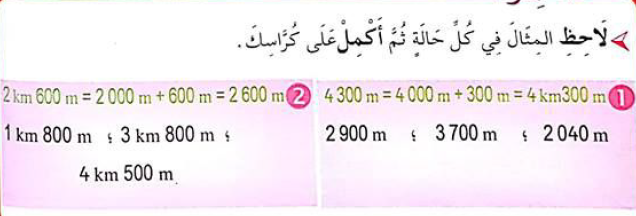 لَاحِظِ المِثَالَ فِي كُلِّ حَالَةٍ ثُمَّ أَكْمِلْ عَلَى كُرَّاسِكَ.
1 4 300 m = 4 000 m + 300 m = 4 km300 m
2 900 m ؛ 3 700 m ؛ 2 040 m
2 2 km 600 m = 2 000 m + 600 m = 2 600 m
1 km 800 m ؛ 3 km 800 m ؛
4 km 500 m